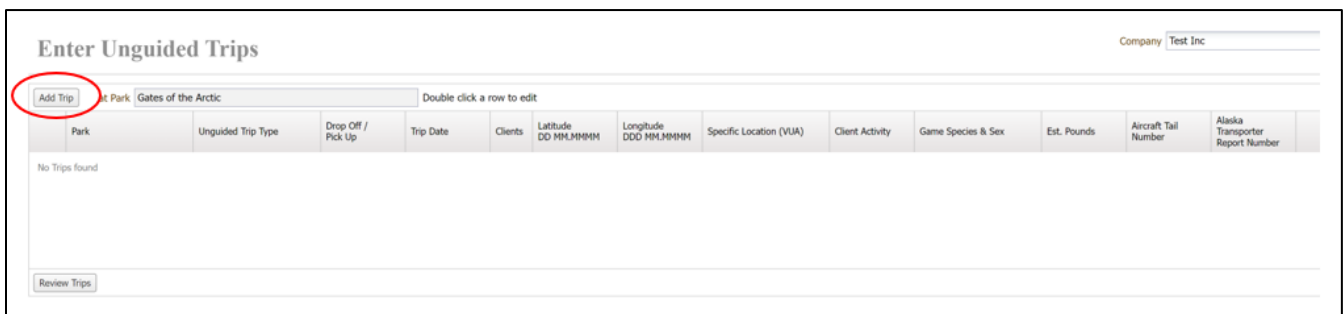 Enter Unguided Trips
Company Test Inc
Add Trip at Park Gates of the Arctic Double click a row to edit
Park Unguided Trip Type Drop Off / Pick Up Trip Date Clients Latitude DD MM.MMMM Longitude DDD MM.MMMM Specific Location (VUA) Client Activity Game Species & Sex Est. Pounds Aircraft Tail Number Alaska Transporter Report Number
No Trips found
Review Trips